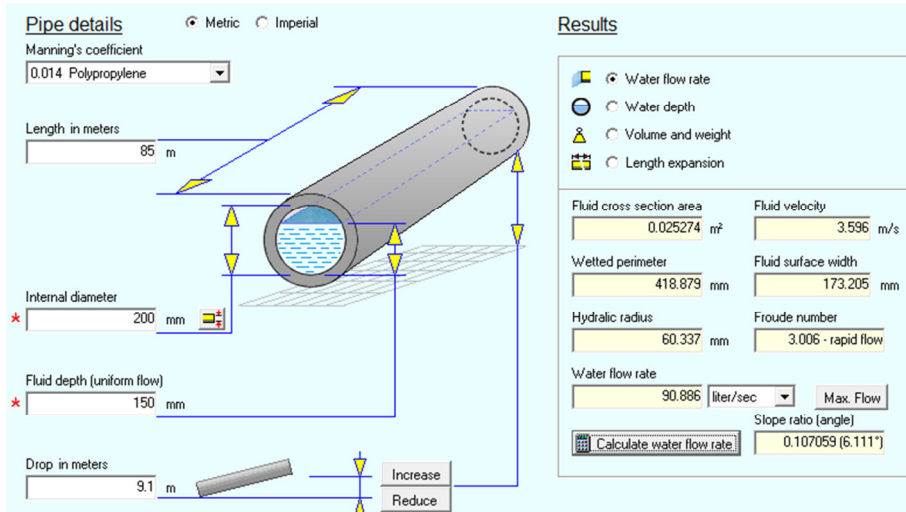 Pipe details
Metric
Imperial
Manning's coefficient
0.014 Polypropylene
Length in meters
85 m
Internal diameter
* 200 mm
Fluid depth (uniform flow)
* 150 mm
Drop in meters
9.1 m
Increase
Reduce
Results
Water flow rate
Water depth
Volume and weight
Length expansion
Fluid cross section area
0.025274 m²
Fluid velocity
3.596 m/s
Wetted perimeter
418.879 mm
Fluid surface width
173.205 mm
Hydralic radius
60.337 mm
Froude number
3.006 - rapid flow
Water flow rate
90.886 liter/sec
Max. Flow
Slope ratio (angle)
Calculate water flow rate
0.107059 (6.111°)